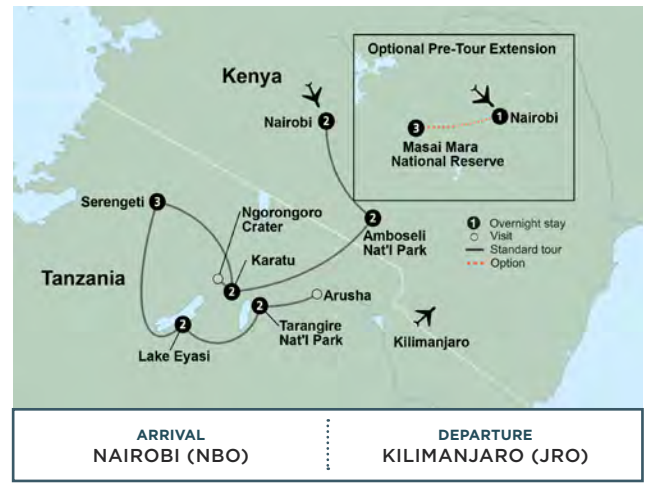 Optional Pre-Tour Extension
Kenya
Nairobi
2
1
Nairobi
3
Masai Mara
National Reserve
Serengeti
3
Ngorongoro
Crater
2
Amboseli
Nat'l Park
1 Overnight stay
Visit
Standard tour
Option
Tanzania
Karatu
2
2
Arusha
Tarangire
Nat'l Park
2
Lake Eyasi
Kilimanjaro
ARRIVAL
NAIROBI (NBO)
DEPARTURE
KILIMANJARO (JRO)